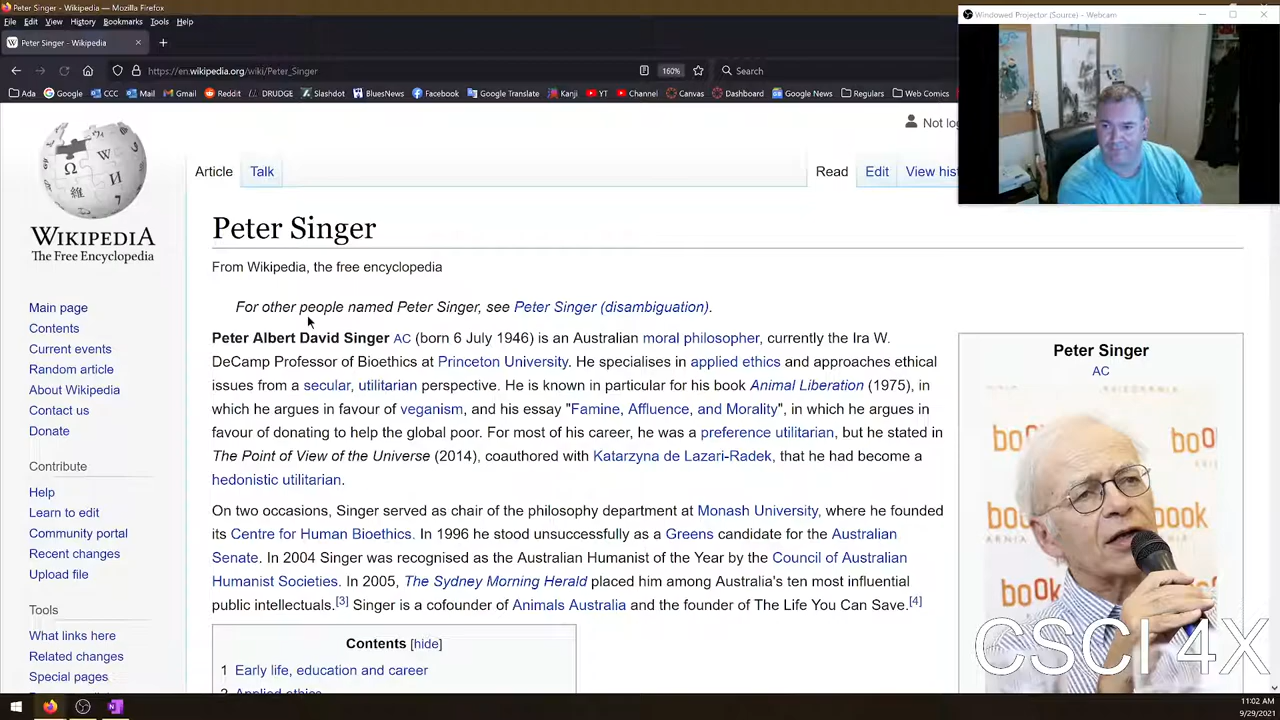 Peter Singer - Wikipedia — Mozilla Firefox
File Edit View History Bookmarks Tools Help
Windowed Projector (Source) - Webcam
Peter Singer - Wikipedia
https://en.wikipedia.org/wiki/Peter_Singer
160%
Search
Ada Google CCC Mail Gmail Reddit DRUDGE Slashdot BluesNews Facebook Google Translate Kanji YT Channel Canvas Dashboard Google News Regulars Web Comics
Not log
Article Talk Read Edit View hist
WIKIPEDIA
The Free Encyclopedia
Main page
Contents
Current events
Random article
About Wikipedia
Contact us
Donate
Contribute
Help
Learn to edit
Community portal
Recent changes
Upload file
Tools
What links here
Related changes
Special pages
Peter Singer
From Wikipedia, the free encyclopedia
For other people named Peter Singer, see Peter Singer (disambiguation).
Peter Albert David Singer AC (born 6 July 1946) is an Australian moral philosopher, currently the Ira W.
DeCamp Professor of Bioethics at Princeton University. He specialises in applied ethics and approaches ethical
issues from a secular, utilitarian perspective. He is known in particular for his book Animal Liberation (1975), in
which he argues in favour of veganism, and his essay "Famine, Affluence, and Morality", in which he argues in
favour of donating to help the global poor. For most of his career, he was a preference utilitarian, but he stated in
The Point of View of the Universe (2014), coauthored with Katarzyna de Lazari-Radek, that he had become a
hedonistic utilitarian.
On two occasions, Singer served as chair of the philosophy department at Monash University, where he founded
its Centre for Human Bioethics. In 1996 he stood unsuccessfully as a Greens candidate for the Australian
Senate. In 2004 Singer was recognised as the Australian Humanist of the Year by the Council of Australian
Humanist Societies. In 2005, The Sydney Morning Herald placed him among Australia's ten most influential
public intellectuals.[3] Singer is a cofounder of Animals Australia and the founder of The Life You Can Save.[4]
Contents [hide]
1 Early life, education and career
2 Applied ethics
Peter Singer
AC
book
CSCI 4X
11:02 AM
9/29/2021